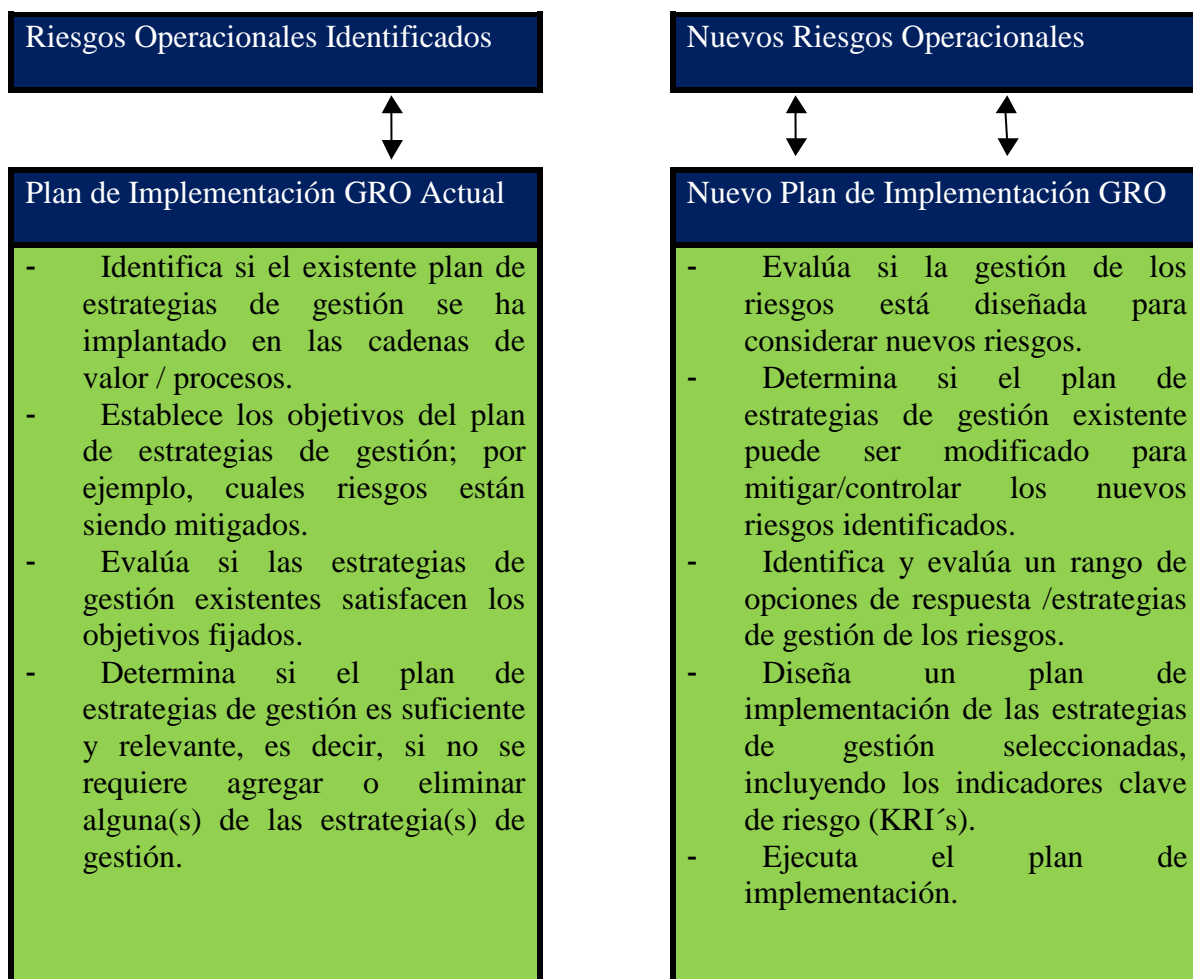 Riesgos Operacionales Identificados
Plan de Implementación GRO Actual
- Identifica si el existente plan de
estrategias de gestión se ha
implantado en las cadenas de
valor / procesos.
- Establece los objetivos del plan
de estrategias de gestión; por
ejemplo, cuales riesgos están
siendo mitigados.
- Evalúa si las estrategias de
gestión existentes satisfacen los
objetivos fijados.
- Determina si el plan de
estrategias de gestión es suficiente
y relevante, es decir, si no se
requiere agregar o eliminar
alguna(s) de las estrategia(s) de
gestión.
Nuevos Riesgos Operacionales
Nuevo Plan de Implementación GRO
- Evalúa si la gestión de los
riesgos está diseñada para
considerar nuevos riesgos.
- Determina si el plan de
estrategias de gestión existente
puede ser modificado para
mitigar/controlar los nuevos
riesgos identificados.
- Identifica y evalúa un rango de
opciones de respuesta /estrategias
de gestión de los riesgos.
- Diseña un plan de
implementación de las estrategias
de gestión seleccionadas,
incluyendo los indicadores clave
de riesgo (KRI´s).
- Ejecuta el plan de
implementación.